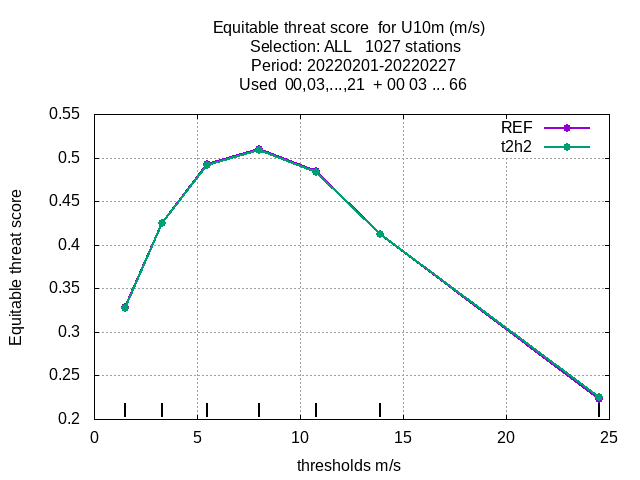 Equitable threat score  for U10m (m/s)
Selection: ALL   1027 stations
Period: 20220201-20220227
Used  00,03,...,21  + 00 03 ... 66
REF
t2h2
Equitable threat score
0.55
0.5
0.45
0.4
0.35
0.3
0.25
0.2
0 5 10 15 20 25
thresholds m/s